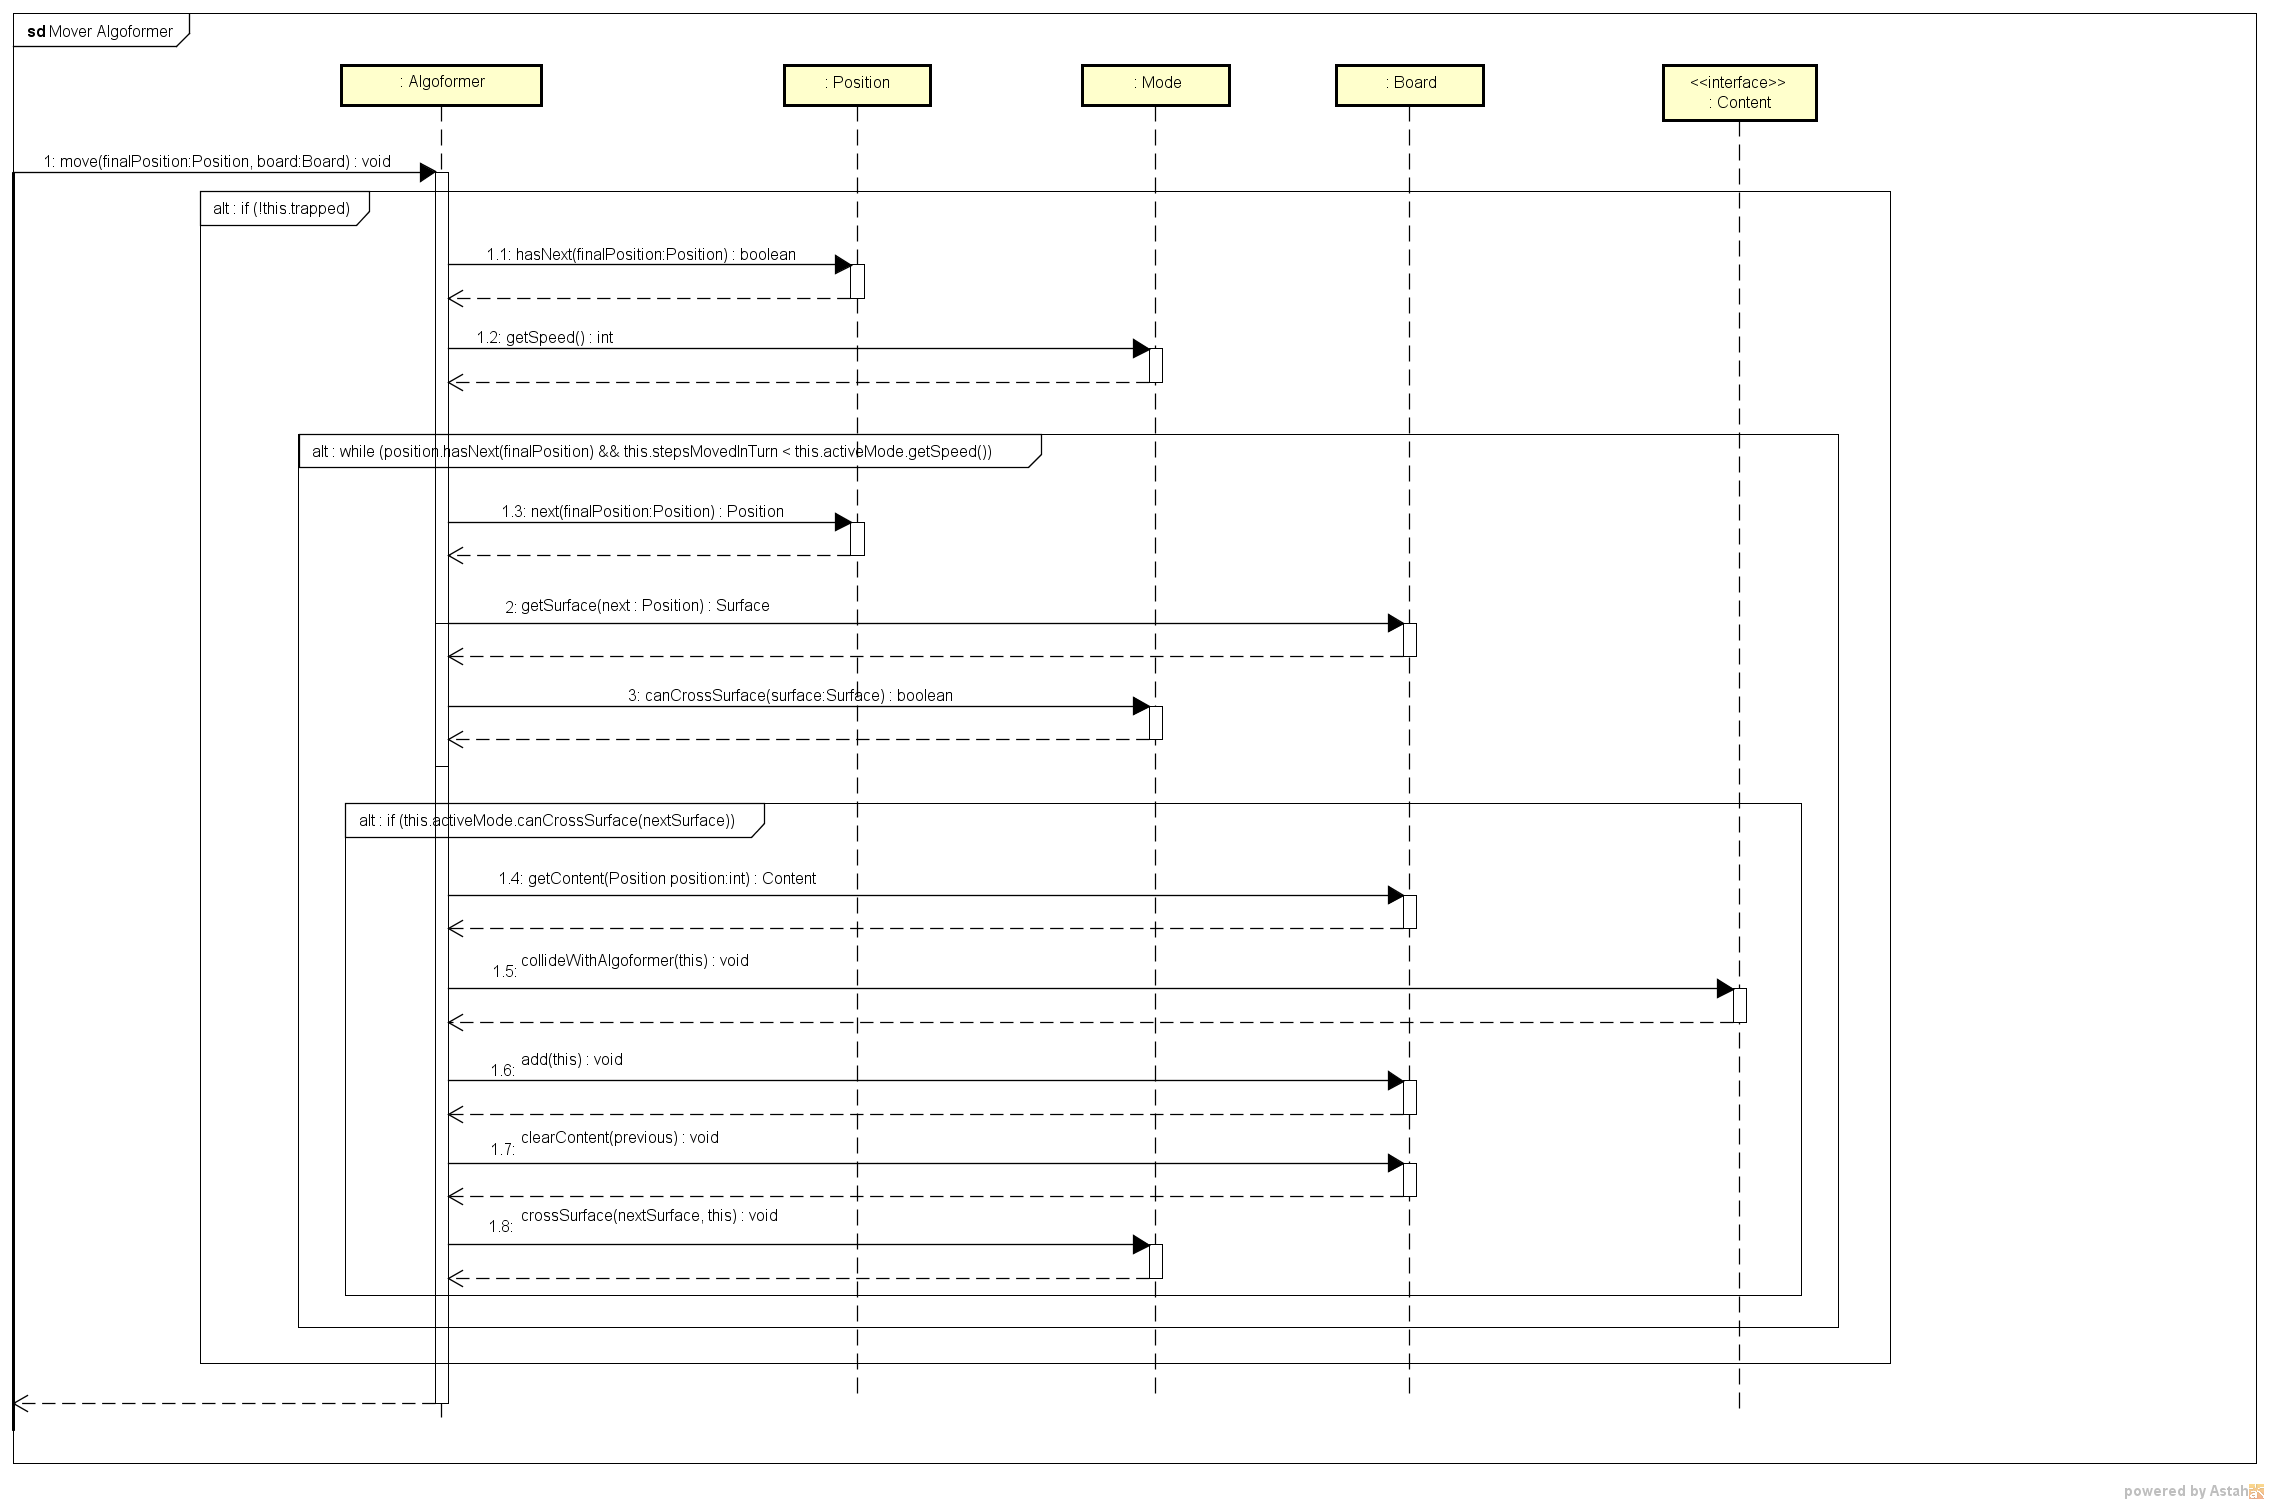 sd Mover Algoformer
: Algoformer
: Position
: Mode
: Board
<<interface>>
: Content
1: move(finalPosition:Position, board:Board) : void
alt : if (!this.trapped)
1.1: hasNext(finalPosition:Position) : boolean
1.2: getSpeed() : int
alt : while (position.hasNext(finalPosition) && this.stepsMovedInTurn < this.activeMode.getSpeed())
1.3: next(finalPosition:Position) : Position
2: getSurface(next : Position) : Surface
3: canCrossSurface(surface:Surface) : boolean
alt : if (this.activeMode.canCrossSurface(nextSurface))
1.4: getContent(Position position:int) : Content
1.5: collideWithAlgoformer(this) : void
1.6: add(this) : void
1.7: clearContent(previous) : void
1.8: crossSurface(nextSurface, this) : void
powered by Astah